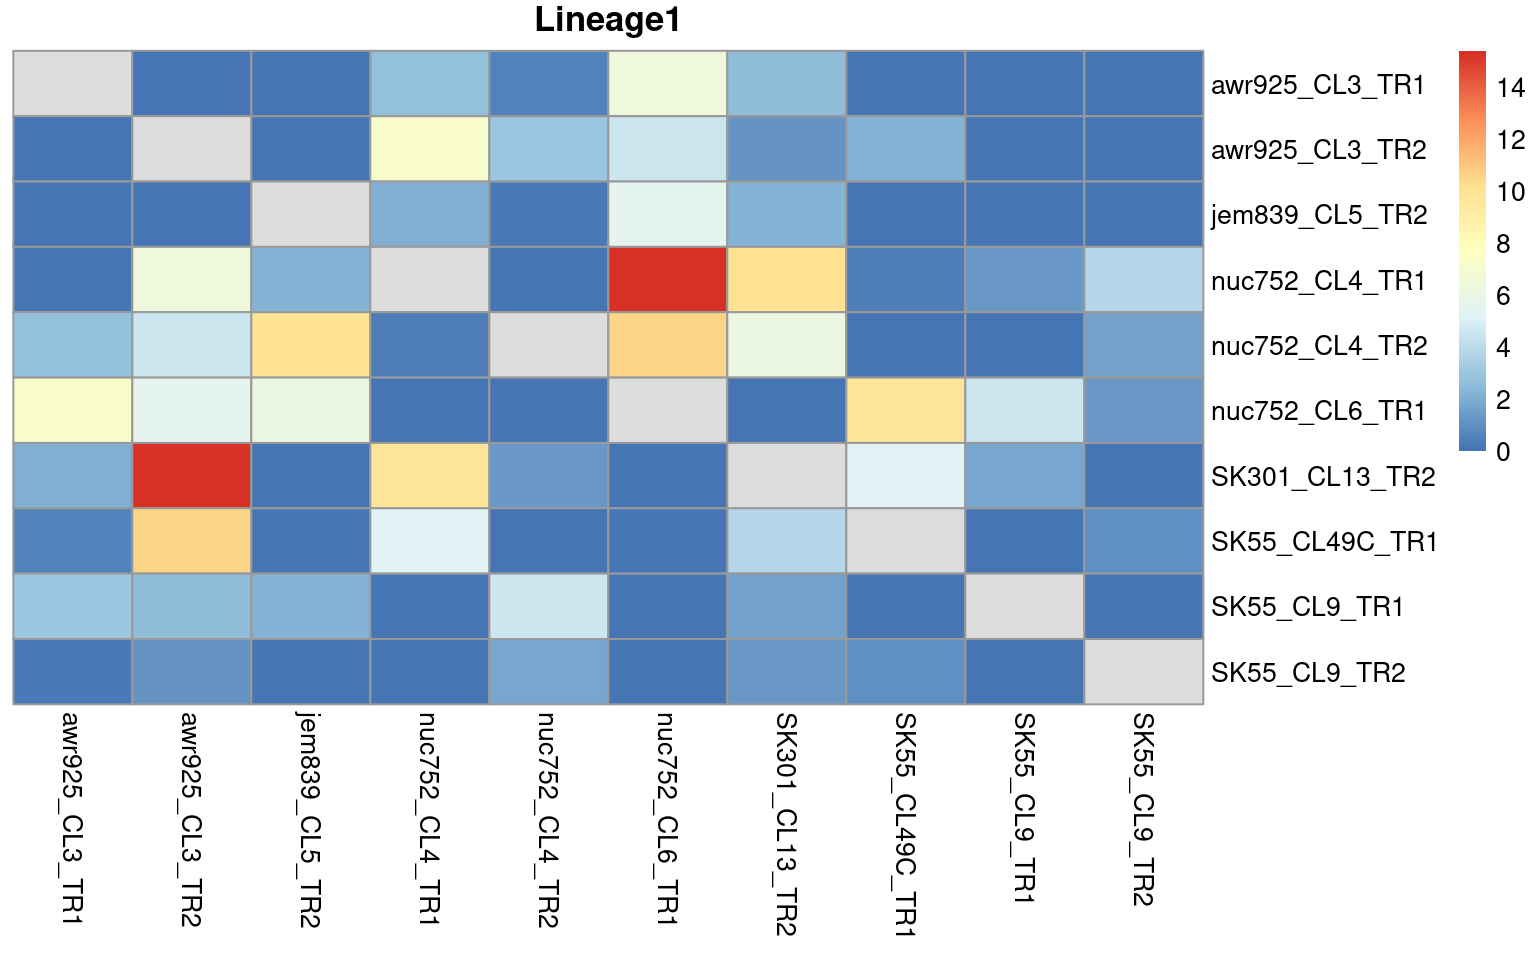 Lineage1
awr925_CL3_TR1
awr925_CL3_TR2
jem839_CL5_TR2
nuc752_CL4_TR1
nuc752_CL4_TR2
nuc752_CL6_TR1
SK301_CL13_TR2
SK55_CL49C_TR1
SK55_CL9_TR1
SK55_CL9_TR2
14
12
10
8
6
4
2
0
awr925_CL3_TR1
awr925_CL3_TR2
jem839_CL5_TR2
nuc752_CL4_TR1
nuc752_CL4_TR2
nuc752_CL6_TR1
SK301_CL13_TR2
SK55_CL49C_TR1
SK55_CL9_TR1
SK55_CL9_TR2